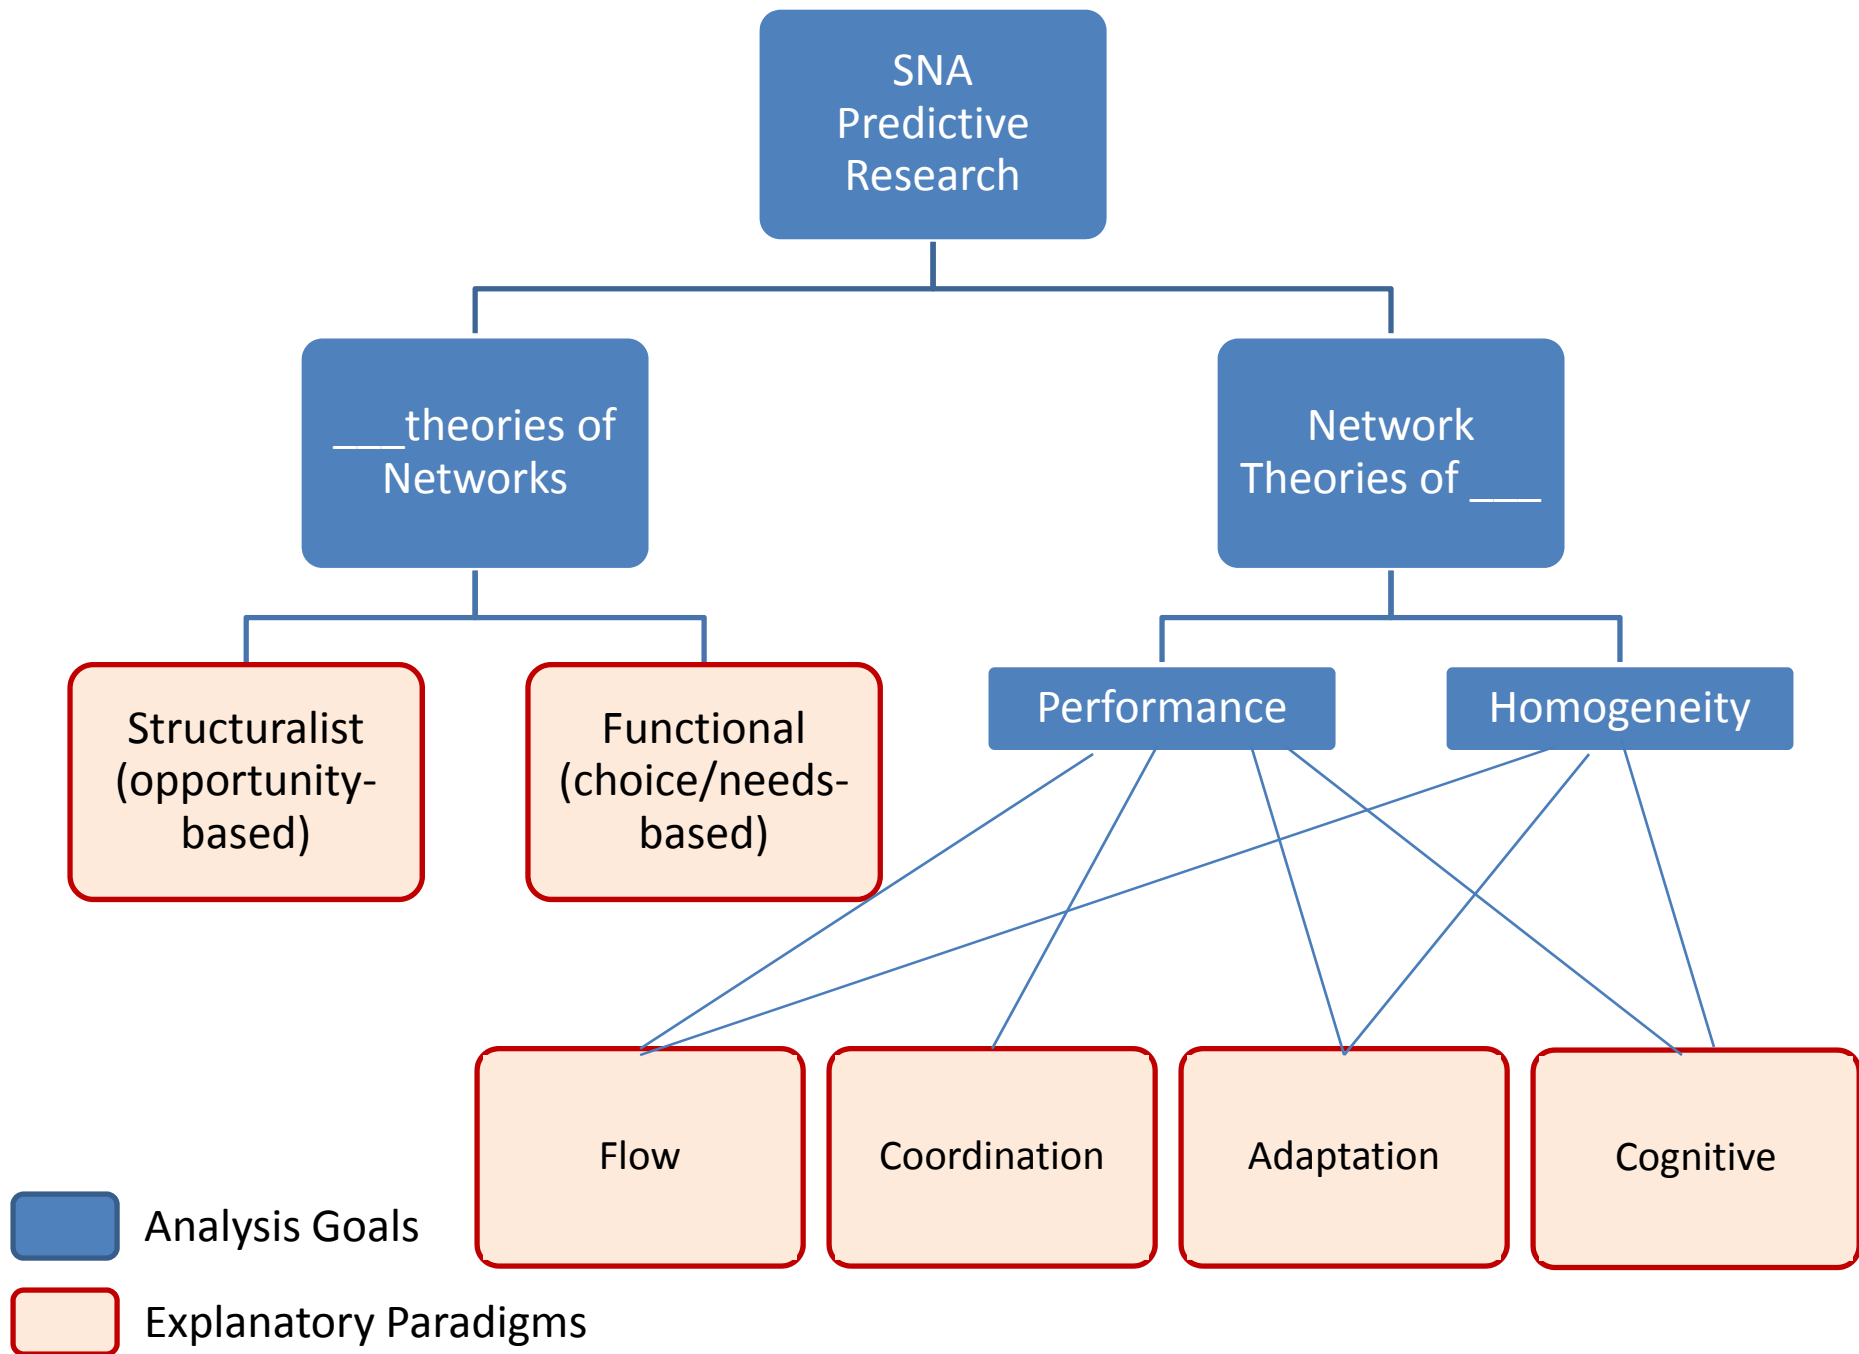 SNA
Predictive
Research
___theories of
Networks
Network
Theories of ___
Structuralist
(opportunity-
based)
Functional
(choice/needs-
based)
Performance
Homogeneity
Flow
Coordination
Adaptation
Cognitive
Analysis Goals
Explanatory Paradigms